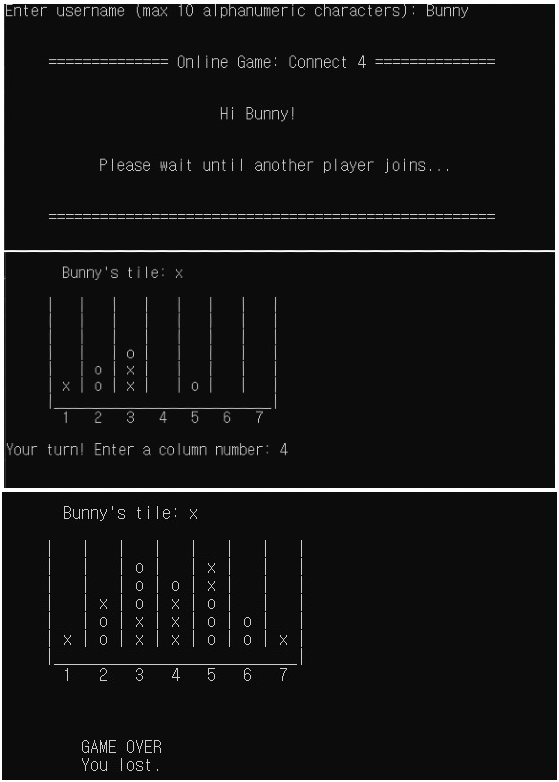 Enter username (max 10 alphanumeric characters): Bunny
============== Online Game: Connect 4 ==============
Hi Bunny!
Please wait until another player joins...
====================================================
Bunny's tile: x
|   |   |   |   |   |   |   |
|   |   |   |   |   |   |   |
|   |   |   |   |   |   |   |
|   |   | o |   |   |   |   |
|   | o | x |   |   |   |   |
| x | o | x |   | o |   |   |
|___________________________|
1 2 3 4 5 6 7
Your turn! Enter a column number: 4
Bunny's tile: x
|   |   |   |   |   |   |   |
|   |   | o |   | x |   |   |
|   |   | o | o | x |   |   |
|   | x | o | x | o |   |   |
|   | o | x | x | o | o |   |
| x | o | x | x | o | o | x |
|___________________________|
1 2 3 4 5 6 7
GAME OVER
You lost.